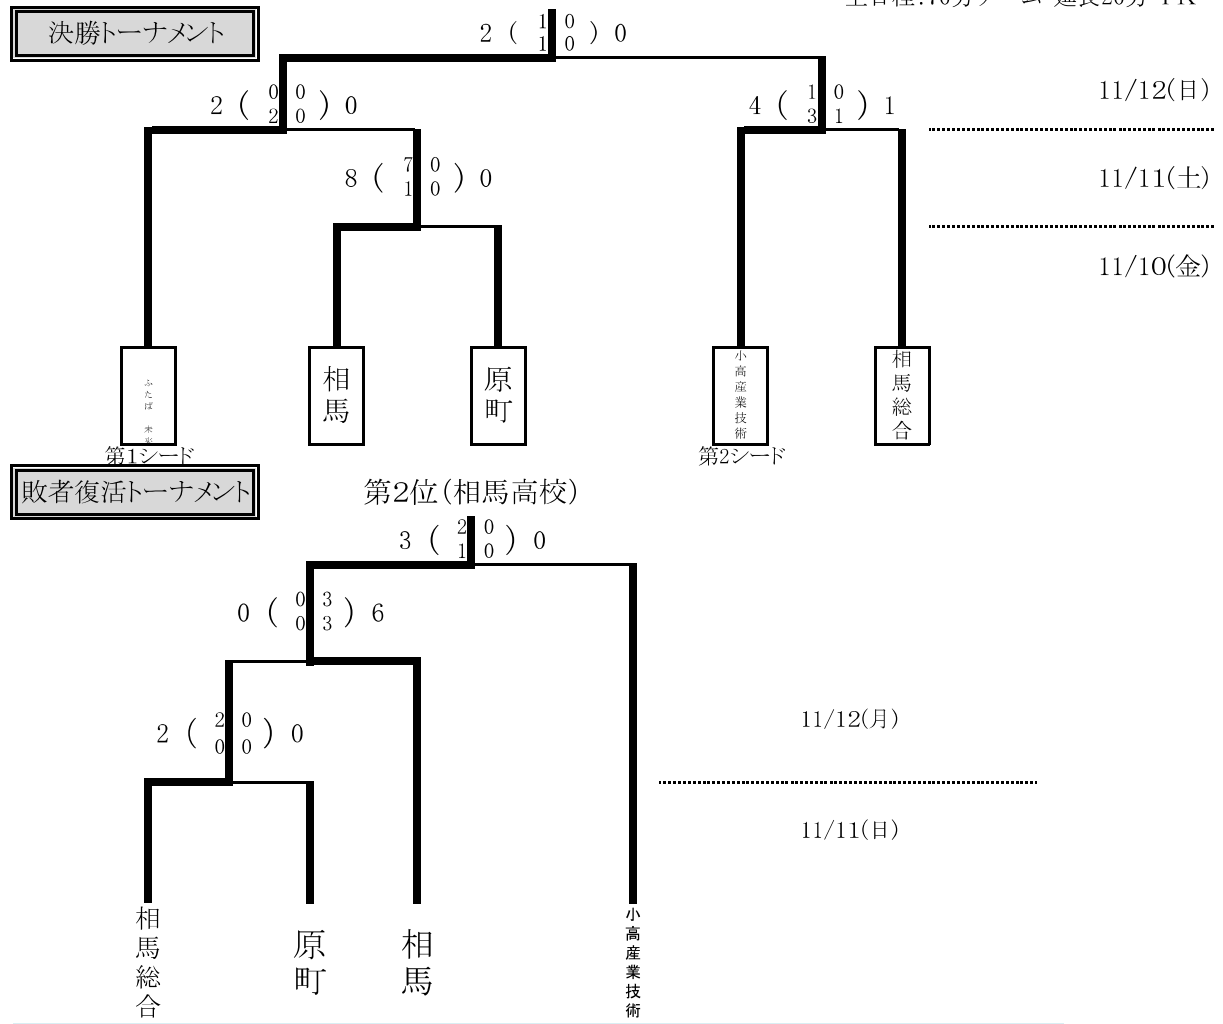 決勝トーナメント
2 ( 1 0 ) 0
1 0
11/12(日)
2 ( 0 0 ) 0
2 0
4 ( 1 0 ) 1
3 1
11/11(土)
8 ( 7 0 ) 0
1 0
11/10(金)
ふたば 未来
相馬
原町
小高産業技術
相馬総合
第1シード
第2シード
敗者復活トーナメント
第2位(相馬高校)
3 ( 2 0 ) 0
1 0
0 ( 0 3 ) 6
0 3
2 ( 2 0 ) 0
0 0
11/12(月)
11/11(日)
相馬総合
原町
相馬
小高産業技術